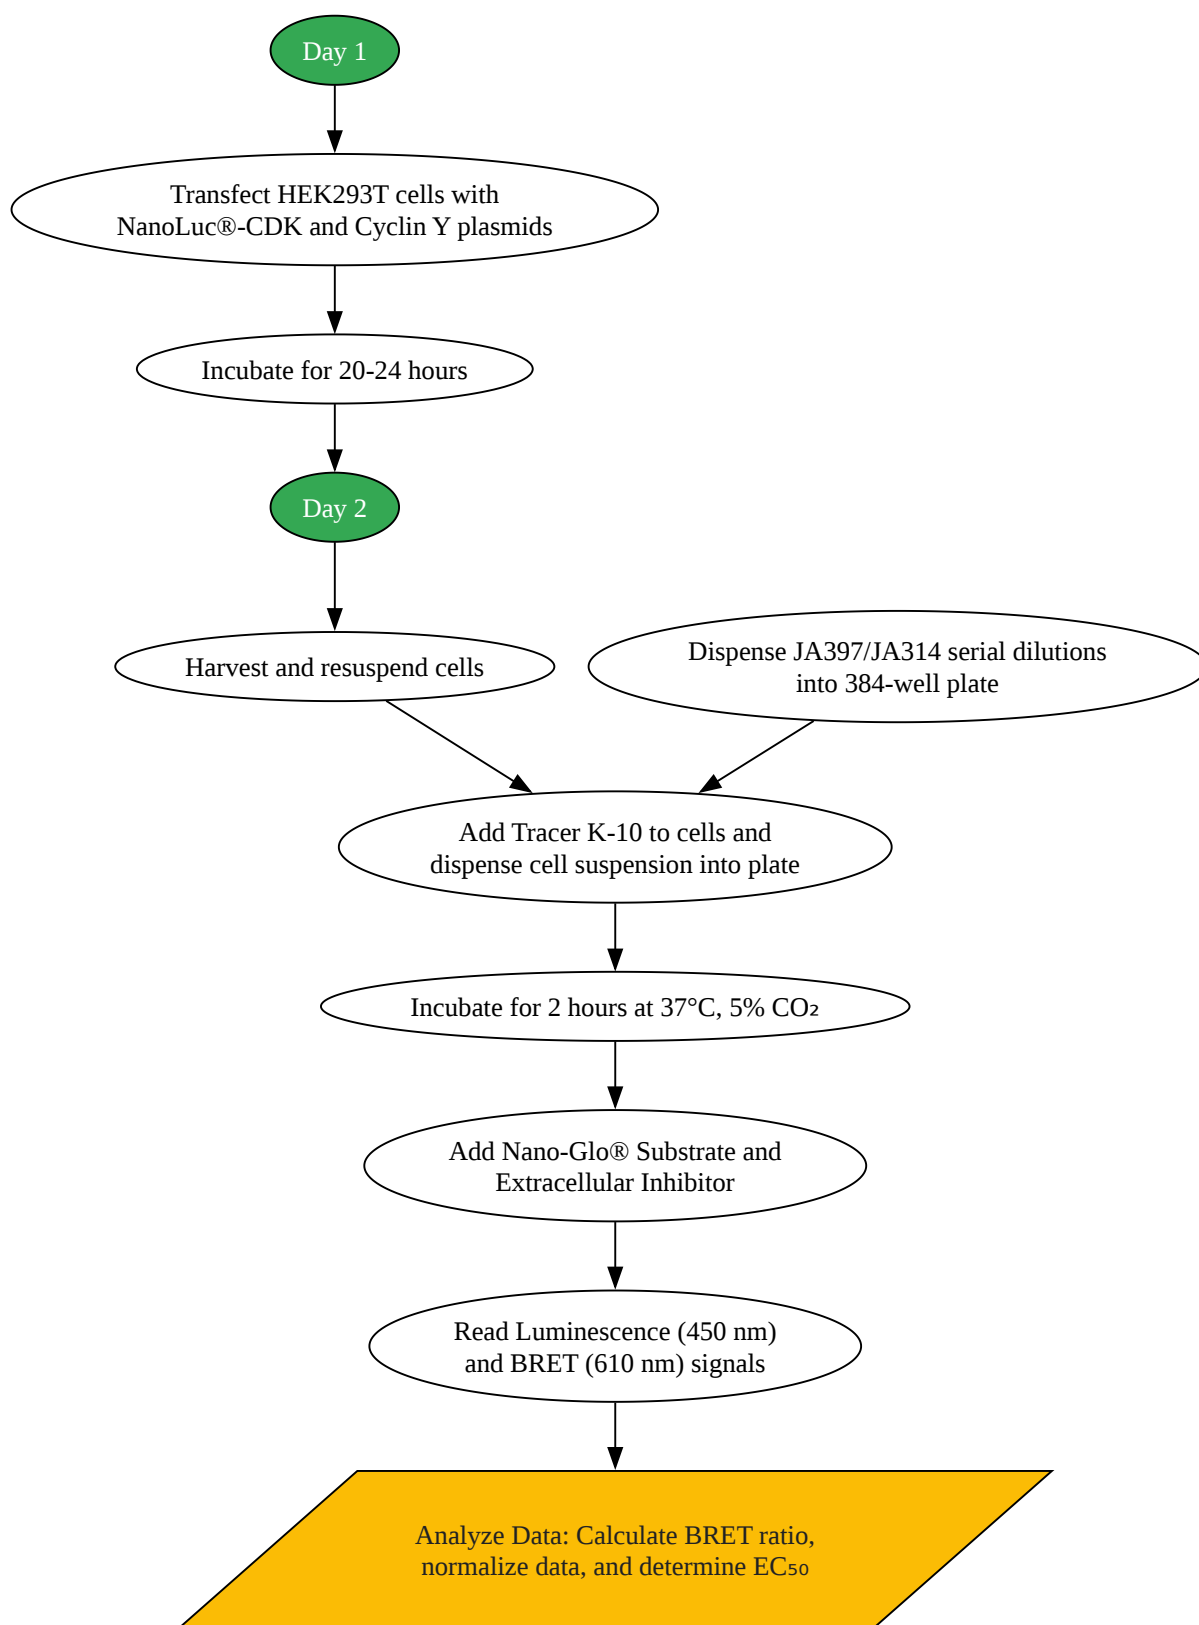 Day 1
Transfect HEK293T cells with
NanoLuc®-CDK and Cyclin Y plasmids
Incubate for 20-24 hours
Day 2
Harvest and resuspend cells
Dispense JA397/JA314 serial dilutions
into 384-well plate
Add Tracer K-10 to cells and
dispense cell suspension into plate
Incubate for 2 hours at 37°C, 5% CO₂
Add Nano-Glo® Substrate and
Extracellular Inhibitor
Read Luminescence (450 nm)
and BRET (610 nm) signals
Analyze Data: Calculate BRET ratio,
normalize data, and determine EC₅₀